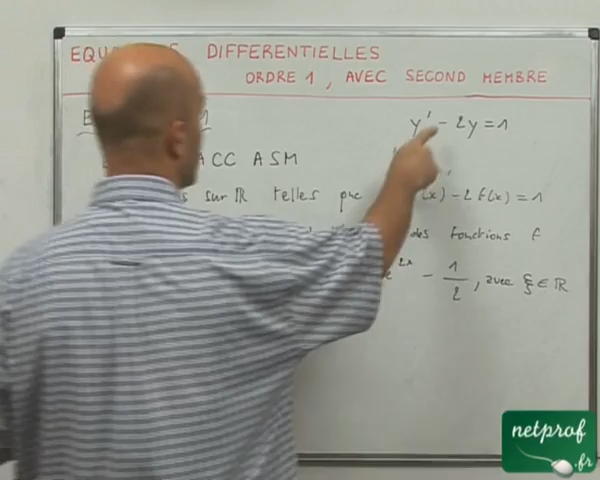 DIFFERENTIELLES
ORDRE 1, AVEC SECOND MEMBRE
y' - 2y = 1
ACC ASM
sur ℝ telles que (x) - 2 f(x) = 1
des fonctions f
e^{2x} - 1/2, avec ξ ∈ ℝ
netprof
.fr